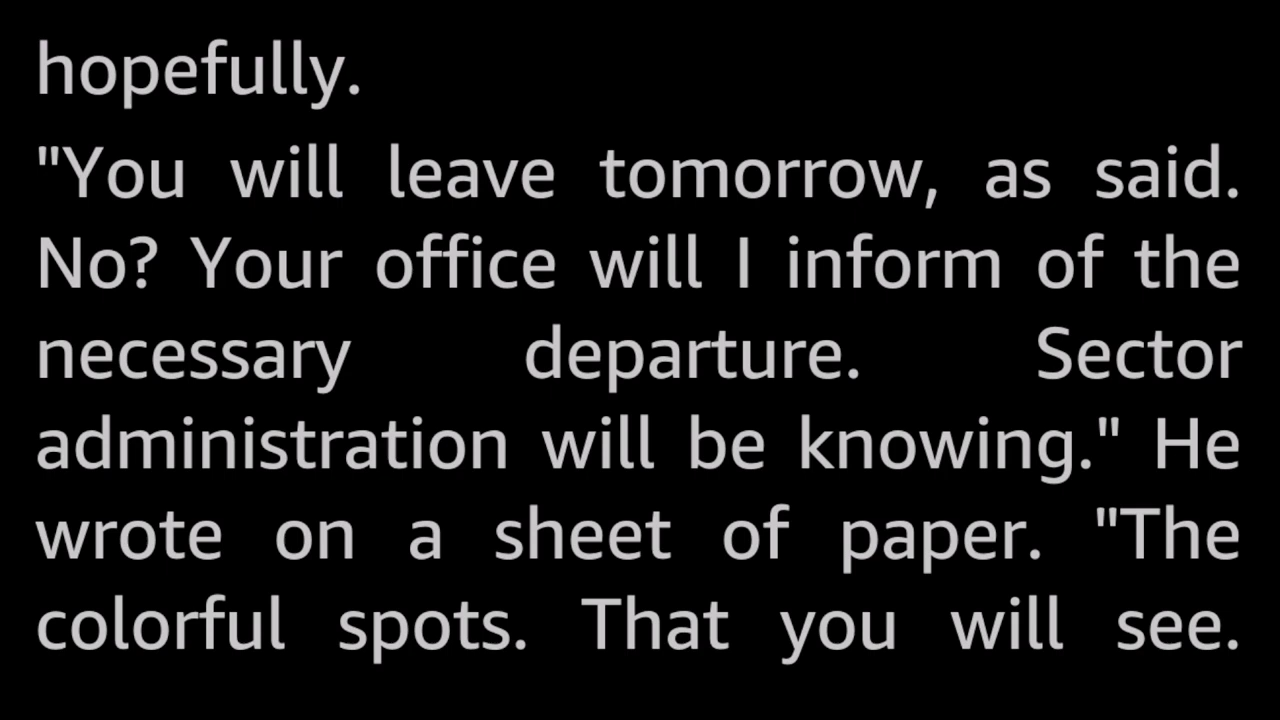 hopefully.
"You will leave tomorrow, as said.
No? Your office will I inform of the
necessary departure. Sector
administration will be knowing." He
wrote on a sheet of paper. "The
colorful spots. That you will see.